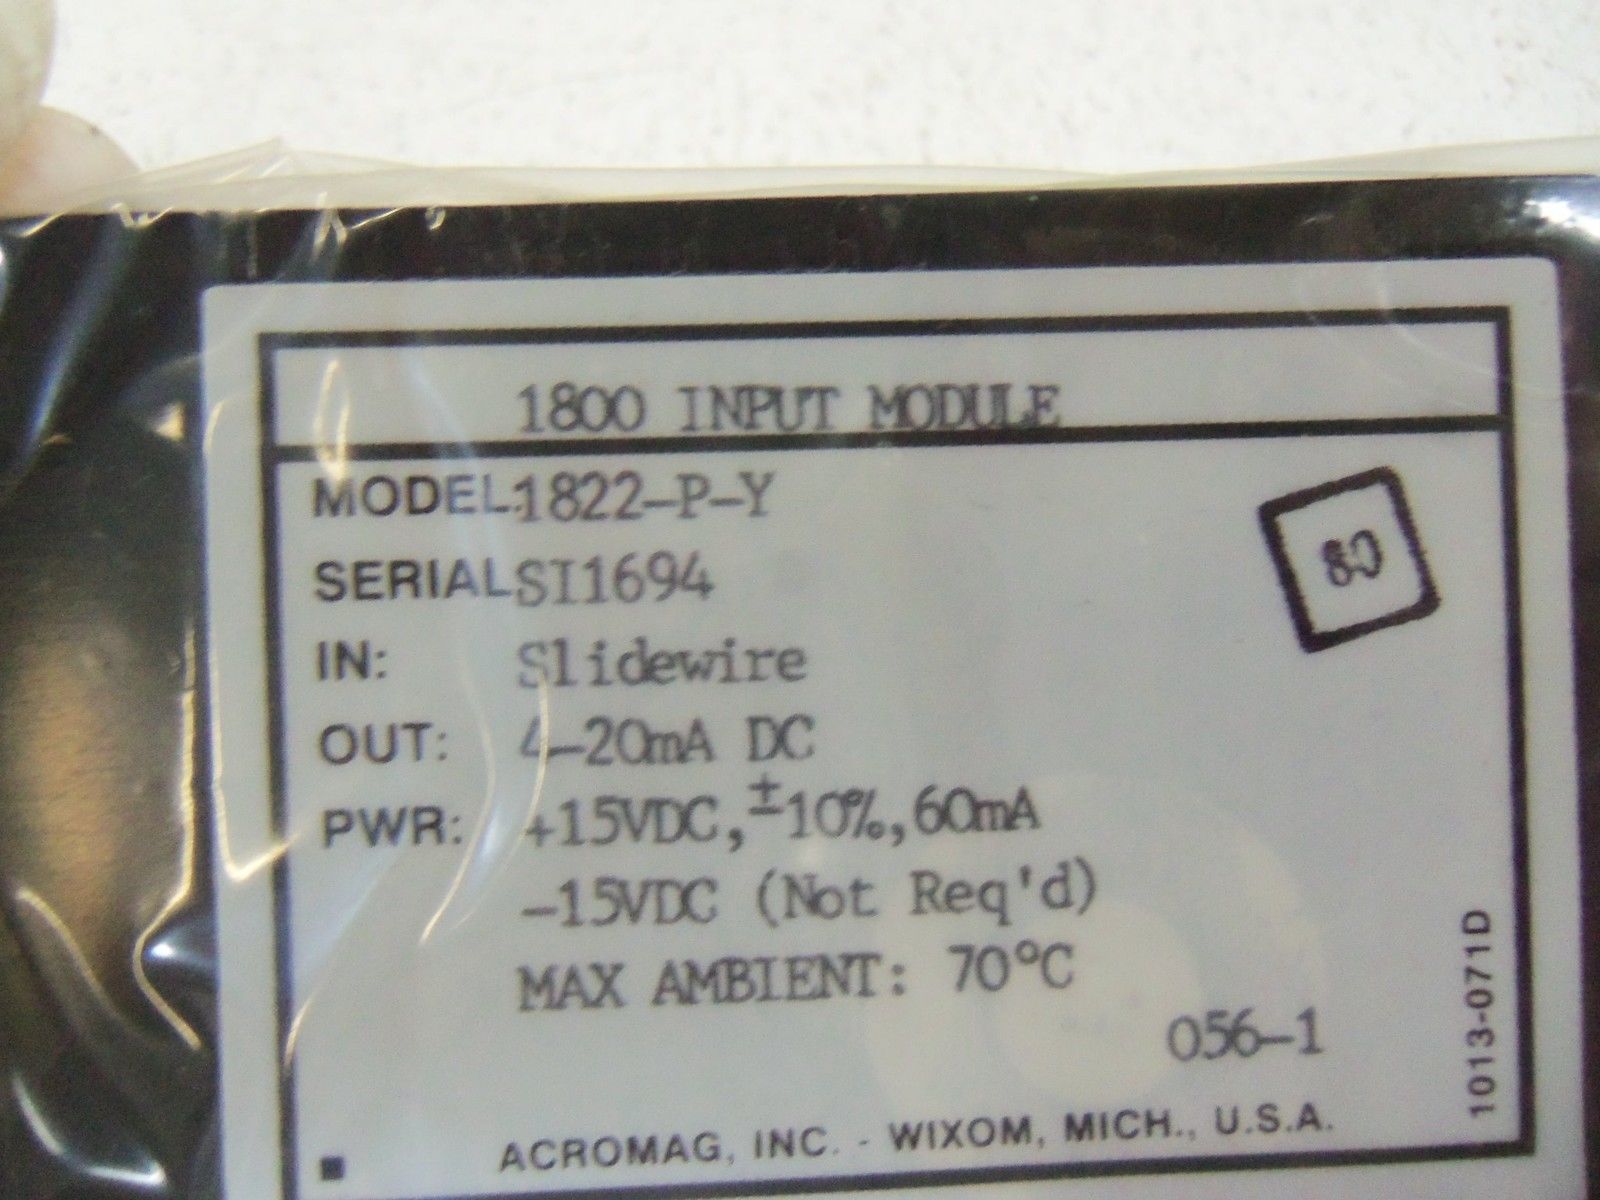 1800 INPUT MODULE
MODEL:1822-P-Y
SERIAL SI1694
80
IN: Slidewire
OUT: 4-20mA DC
PWR: +15VDC,±10%,60mA
-15VDC (Not Req'd)
MAX AMBIENT: 70°C
056-1
1013-071D
ACROMAG, INC. - WIXOM, MICH., U.S.A.